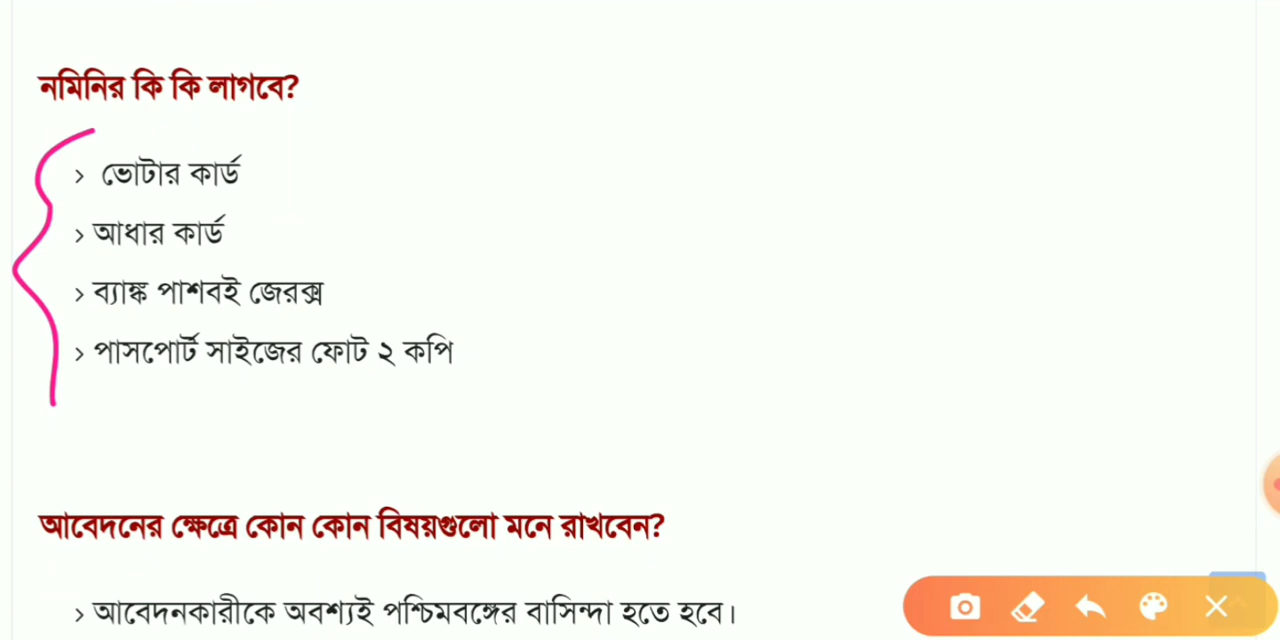 নমিনির কি কি লাগবে?
› ভোটার কার্ড
› আধার কার্ড
› ব্যাঙ্ক পাশবই জেরক্স
› পাসপোর্ট সাইজের ফোট ২ কপি
আবেদনের ক্ষেত্রে কোন কোন বিষয়গুলো মনে রাখবেন?
› আবেদনকারীকে অবশ্যই পশ্চিমবঙ্গের বাসিন্দা হতে হবে।